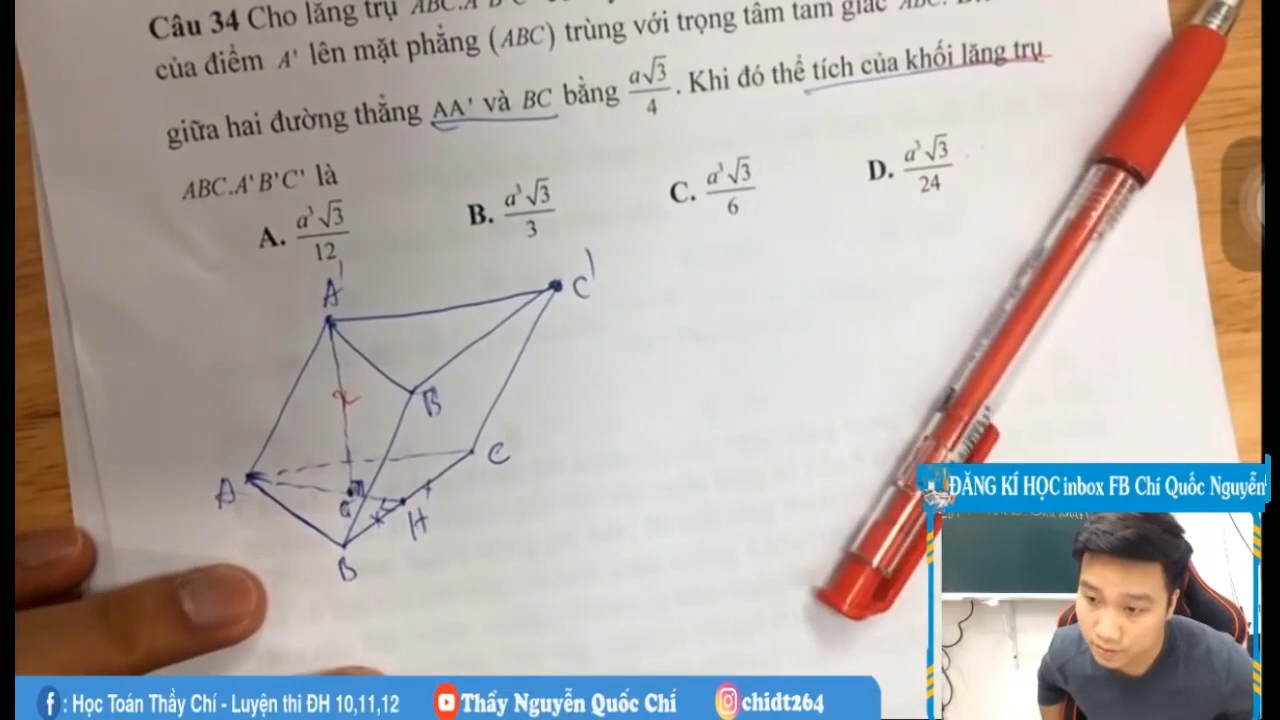 Câu 34 Cho lăng trụ
của điểm A' lên mặt phẳng (ABC) trùng với trọng tâm tam giác ABC.
giữa hai đường thẳng AA' và BC bằng a√3/4. Khi đó thể tích của khối lăng trụ
ABC.A'B'C' là
A. a³√3/12 B. a³√3/3 C. a³√3/6 D. a³√3/24
A' C'
x
B
C
A
G
H
B
ĐĂNG KÍ HỌC inbox FB Chí Quốc Nguyễn
: Học Toán Thầy Chí - Luyện thi ĐH 10,11,12 Thầy Nguyễn Quốc Chí chidt264